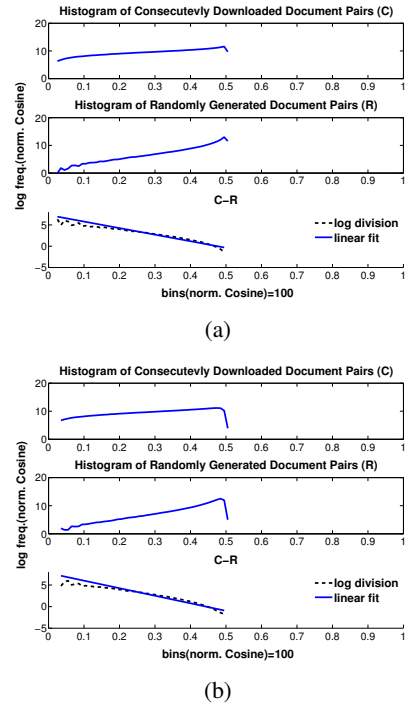 Histogram of Consecutevly Downloaded Document Pairs (C)
20
10
0
0 0.1 0.2 0.3 0.4 0.5 0.6 0.7 0.8 0.9 1
Histogram of Randomly Generated Document Pairs (R)
20
10
0
0 0.1 0.2 0.3 0.4 0.5 0.6 0.7 0.8 0.9 1
log freq.(norm. Cosine)
C−R
5
0
−5
log division
linear fit
0 0.1 0.2 0.3 0.4 0.5 0.6 0.7 0.8 0.9 1
bins(norm. Cosine)=100
(a)
Histogram of Consecutevly Downloaded Document Pairs (C)
20
10
0
0 0.1 0.2 0.3 0.4 0.5 0.6 0.7 0.8 0.9 1
Histogram of Randomly Generated Document Pairs (R)
20
10
0
0 0.1 0.2 0.3 0.4 0.5 0.6 0.7 0.8 0.9 1
log freq.(norm. Cosine)
C−R
5
0
−5
log division
linear fit
0 0.1 0.2 0.3 0.4 0.5 0.6 0.7 0.8 0.9 1
bins(norm. Cosine)=100
(b)